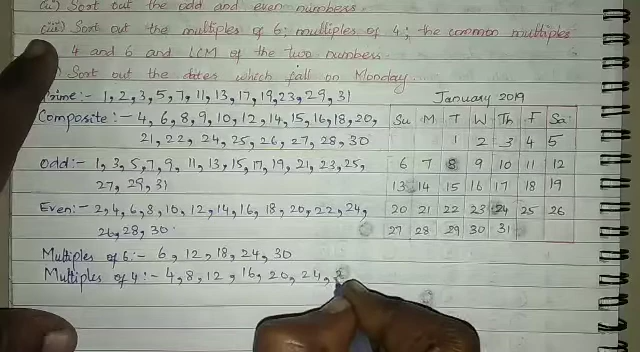 (ii) Sort out the odd and even numbers.
(iii) Sort out the multiples of 6; multiples of 4; the common multiples
4 and 6 and LCM of the two numbers.
Sort out the dates which fall on Monday.
Prime:- 1, 2, 3, 5, 7, 11, 13, 17, 19, 23, 29, 31
Composite:- 4, 6, 8, 9, 10, 12, 14, 15, 16, 18, 20,
21, 22, 24, 25, 26, 27, 28, 30
Odd:- 1, 3, 5, 7, 9, 11, 13, 15, 17, 19, 21, 23, 25,
27, 29, 31
Even:- 2, 4, 6, 8, 10, 12, 14, 16, 18, 20, 22, 24,
26, 28, 30.
Multiples of 6:- 6, 12, 18, 24, 30
Multiples of 4:- 4, 8, 12, 16, 20, 24, 2
January 2019
Su M T W Th F Sa
1 2 3 4 5
6 7 8 9 10 11 12
13 14 15 16 17 18 19
20 21 22 23 24 25 26
27 28 29 30 31